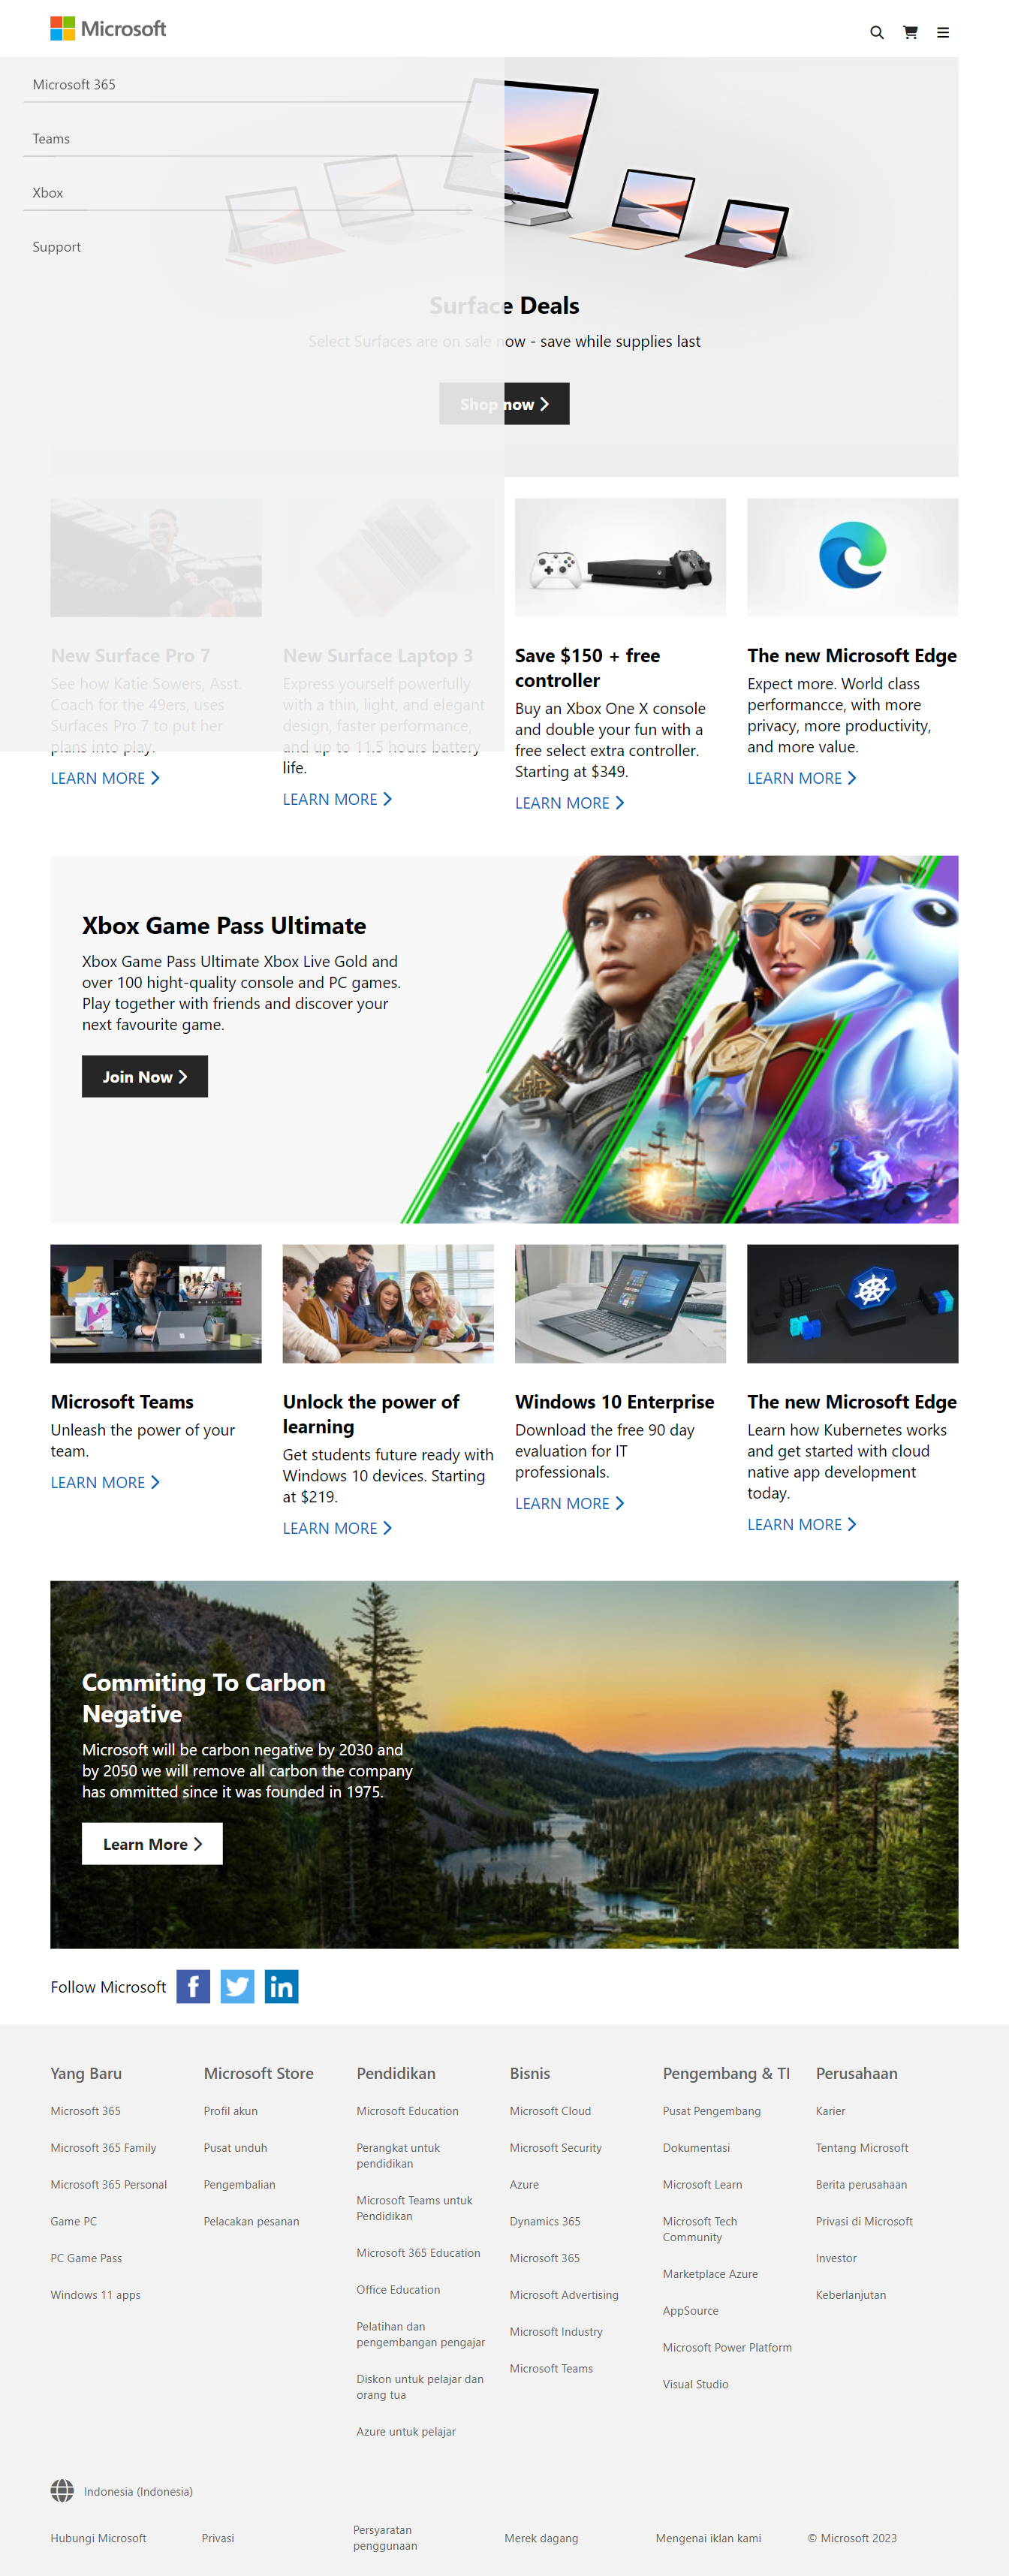 Microsoft
Microsoft 365
Teams
Xbox
Support
Surface Deals
Select Surfaces are on sale now - save while supplies last
Shop now
New Surface Pro 7
See how Katie Sowers, Asst.
Coach for the 49ers, uses
Surfaces Pro 7 to put her
plans into play.
LEARN MORE
New Surface Laptop 3
Express yourself powerfully
with a thin, light, and elegant
design, faster performance,
and up to 11.5 hours battery
life.
LEARN MORE
Save $150 + free
controller
Buy an Xbox One X console
and double your fun with a
free select extra controller.
Starting at $349.
LEARN MORE
The new Microsoft Edge
Expect more. World class
performancce, with more
privacy, more productivity,
and more value.
LEARN MORE
Xbox Game Pass Ultimate
Xbox Game Pass Ultimate Xbox Live Gold and
over 100 hight-quality console and PC games.
Play together with friends and discover your
next favourite game.
Join Now
Microsoft Teams
Unleash the power of your
team.
LEARN MORE
Unlock the power of
learning
Get students future ready with
Windows 10 devices. Starting
at $219.
LEARN MORE
Windows 10 Enterprise
Download the free 90 day
evaluation for IT
professionals.
LEARN MORE
The new Microsoft Edge
Learn how Kubernetes works
and get started with cloud
native app development
today.
LEARN MORE
Commiting To Carbon
Negative
Microsoft will be carbon negative by 2030 and
by 2050 we will remove all carbon the company
has ommitted since it was founded in 1975.
Learn More
Follow Microsoft
Yang Baru
Microsoft 365
Microsoft 365 Family
Microsoft 365 Personal
Game PC
PC Game Pass
Windows 11 apps
Microsoft Store
Profil akun
Pusat unduh
Pengembalian
Pelacakan pesanan
Pendidikan
Microsoft Education
Perangkat untuk
pendidikan
Microsoft Teams untuk
Pendidikan
Microsoft 365 Education
Office Education
Pelatihan dan
pengembangan pengajar
Diskon untuk pelajar dan
orang tua
Azure untuk pelajar
Bisnis
Microsoft Cloud
Microsoft Security
Azure
Dynamics 365
Microsoft 365
Microsoft Advertising
Microsoft Industry
Microsoft Teams
Pengembang & TI
Pusat Pengembang
Dokumentasi
Microsoft Learn
Microsoft Tech
Community
Marketplace Azure
AppSource
Microsoft Power Platform
Visual Studio
Perusahaan
Karier
Tentang Microsoft
Berita perusahaan
Privasi di Microsoft
Investor
Keberlanjutan
Indonesia (Indonesia)
Hubungi Microsoft
Privasi
Persyaratan
penggunaan
Merek dagang
Mengenai iklan kami
© Microsoft 2023